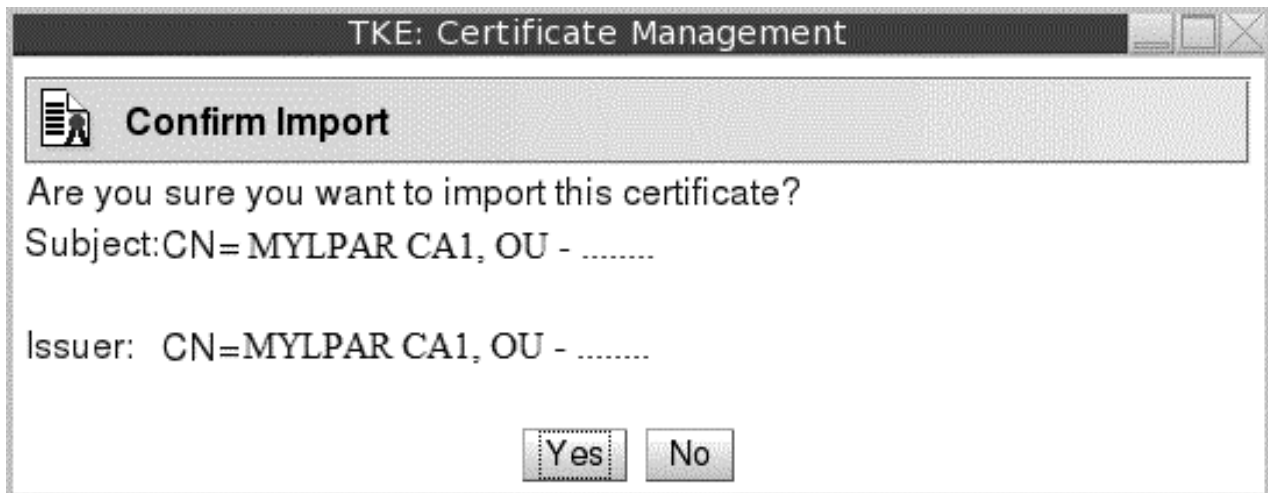 TKE: Certificate Management
Confirm Import
Are you sure you want to import this certificate?
Subject:CN= MYLPAR CA1, OU - ........
Issuer: CN=MYLPAR CA1, OU - ........
Yes No